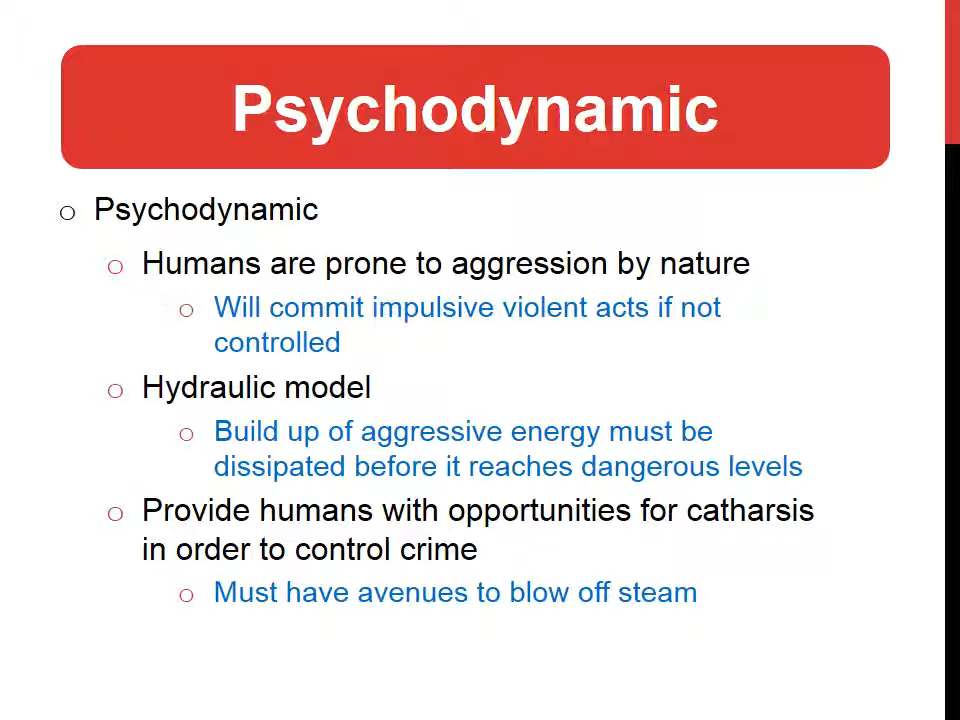 Psychodynamic
Psychodynamic
Humans are prone to aggression by nature
Will commit impulsive violent acts if not
controlled
Hydraulic model
Build up of aggressive energy must be
dissipated before it reaches dangerous levels
Provide humans with opportunities for catharsis
in order to control crime
Must have avenues to blow off steam